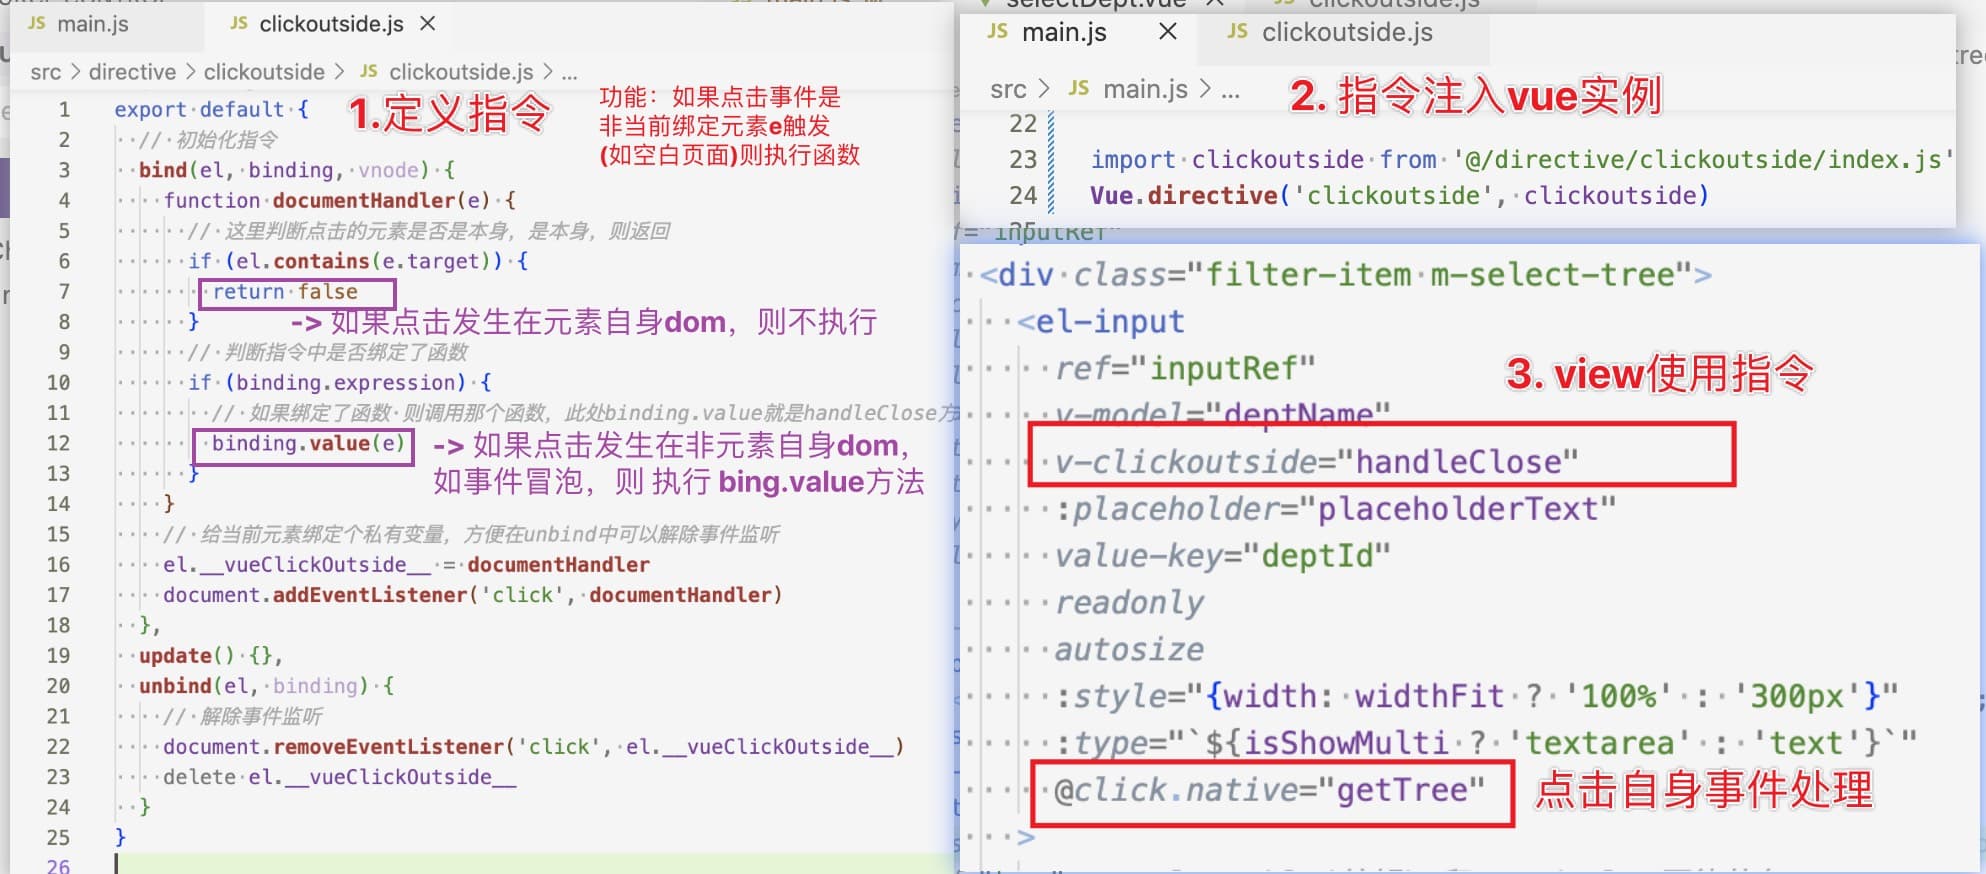 JS main.js
JS clickoutside.js ×
src > directive > clickoutside > JS clickoutside.js > ...
1 export default {
1.定义指令
功能：如果点击事件是
非当前绑定元素e触发
(如空白页面)则执行函数
2 // 初始化指令
3 bind(el, binding, vnode) {
4 function documentHandler(e) {
5 // 这里判断点击的元素是否是本身，是本身，则返回
6 if (el.contains(e.target)) {
7 return false
8 }
-> 如果点击发生在元素自身dom，则不执行
9 // 判断指令中是否绑定了函数
10 if (binding.expression) {
11 // 如果绑定了函数 则调用那个函数，此处binding.value就是handleClose方
12 binding.value(e)
-> 如果点击发生在非元素自身dom，
如事件冒泡，则 执行 bing.value方法
13 }
14 }
15 // 给当前元素绑定个私有变量，方便在unbind中可以解除事件监听
16 el.__vueClickOutside__ = documentHandler
17 document.addEventListener('click', documentHandler)
18 },
19 update() {},
20 unbind(el, binding) {
21 // 解除事件监听
22 document.removeEventListener('click', el.__vueClickOutside__)
23 delete el.__vueClickOutside__
24 }
25 }
26
selectDept.vue ×
JS clickoutside.js
JS main.js ×
JS clickoutside.js
src > JS main.js > ...
2. 指令注入vue实例
22
23 import clickoutside from '@/directive/clickoutside/index.js'
24 Vue.directive('clickoutside', clickoutside)
25
"inputRef"
<div class="filter-item m-select-tree">
<el-input
ref="inputRef"
3. view使用指令
v-model="deptName"
v-clickoutside="handleClose"
:placeholder="placeholderText"
value-key="deptId"
readonly
autosize
:style="{width: widthFit ? '100%' : '300px'}"
:type="`${isShowMulti ? 'textarea' : 'text'}`"
@click.native="getTree"
点击自身事件处理
>